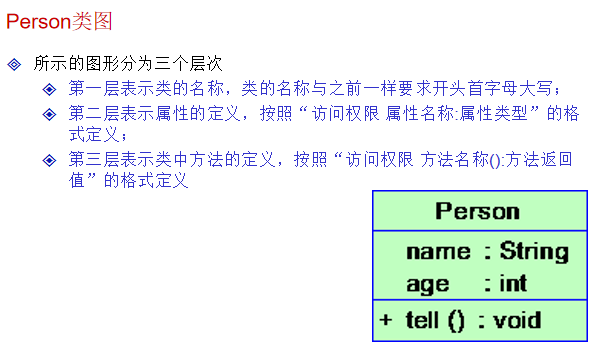 Person类图
所示的图形分为三个层次
第一层表示类的名称，类的名称与之前一样要求开头首字母大写；
第二层表示属性的定义，按照“访问权限 属性名称:属性类型”的格
式定义；
第三层表示类中方法的定义，按照“访问权限 方法名称():方法返回
值”的格式定义
Person
name : String
age : int
+ tell () : void